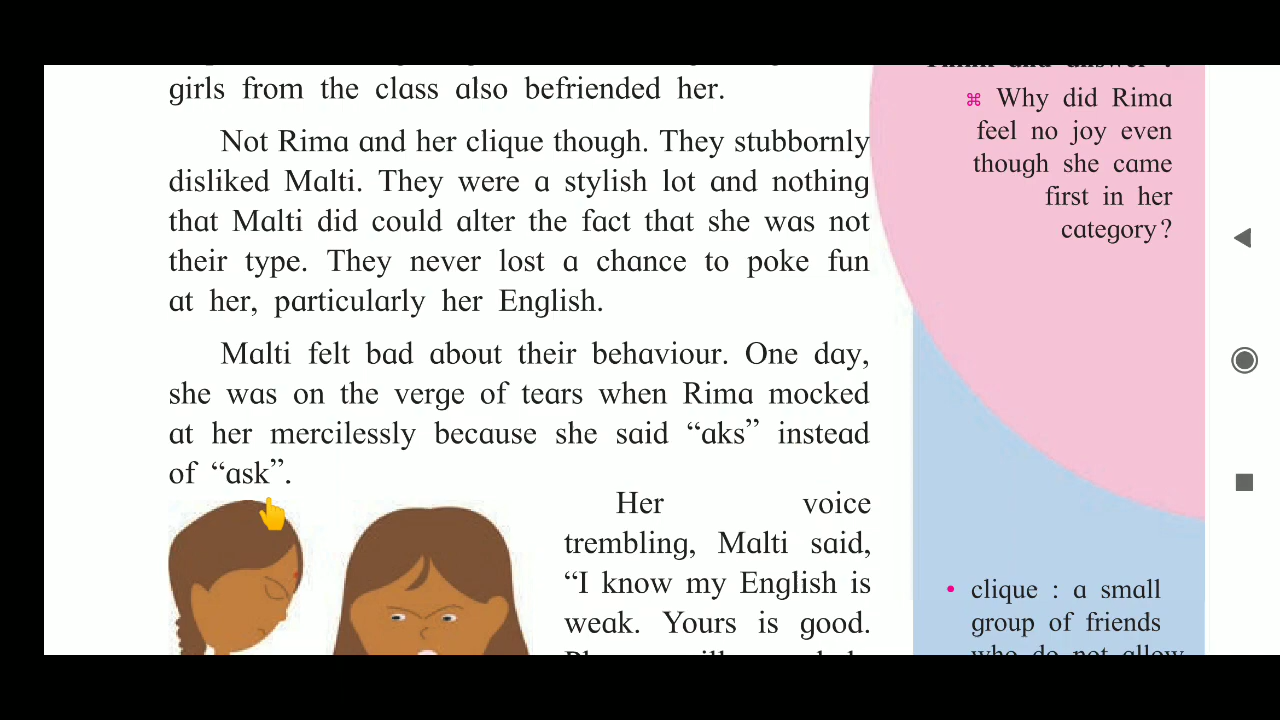 girls from the class also befriended her.
Not Rima and her clique though. They stubbornly
disliked Malti. They were a stylish lot and nothing
that Malti did could alter the fact that she was not
their type. They never lost a chance to poke fun
at her, particularly her English.
Malti felt bad about their behaviour. One day,
she was on the verge of tears when Rima mocked
at her mercilessly because she said “aks” instead
of “ask”.
Her voice
trembling, Malti said,
“I know my English is
weak. Yours is good.
⌘ Why did Rima
feel no joy even
though she came
first in her
category?
• clique : a small
group of friends
who do not allow